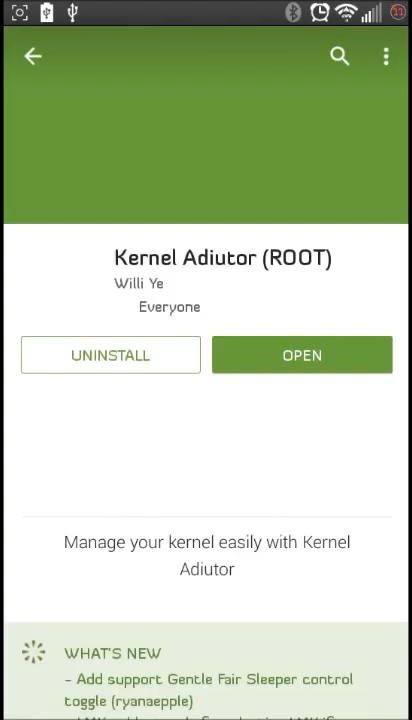 11
Kernel Adiutor (ROOT)
Willi Ye
Everyone
UNINSTALL
OPEN
Manage your kernel easily with Kernel
Adiutor
WHAT'S NEW
- Add support Gentle Fair Sleeper control
toggle (ryanaepple)